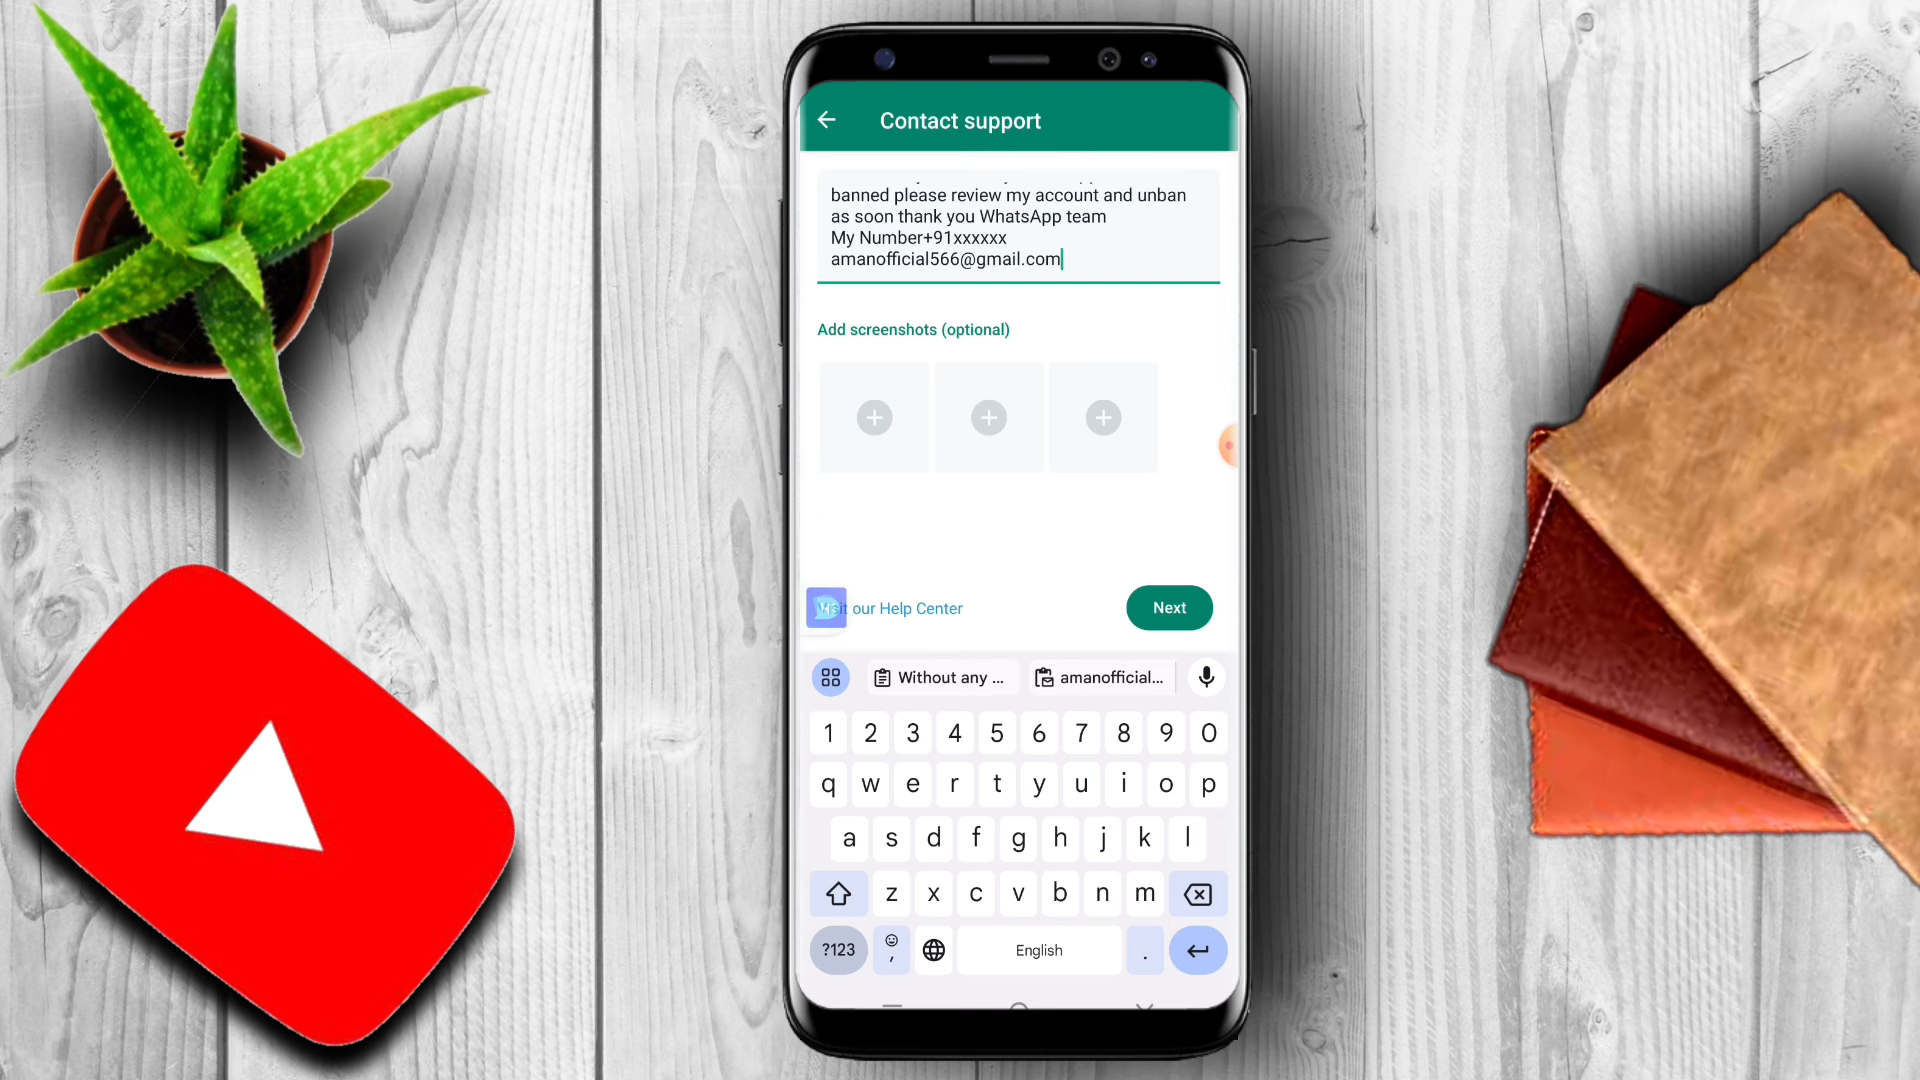 Contact support
banned please review my account and unban
as soon thank you WhatsApp team
My Number+91xxxxxx
amanofficial566@gmail.com
Add screenshots (optional)
Visit our Help Center
Next
Without any ...
amanofficial...
1 2 3 4 5 6 7 8 9 0
q w e r t y u i o p
a s d f g h j k l
z x c v b n m
?123 , English .